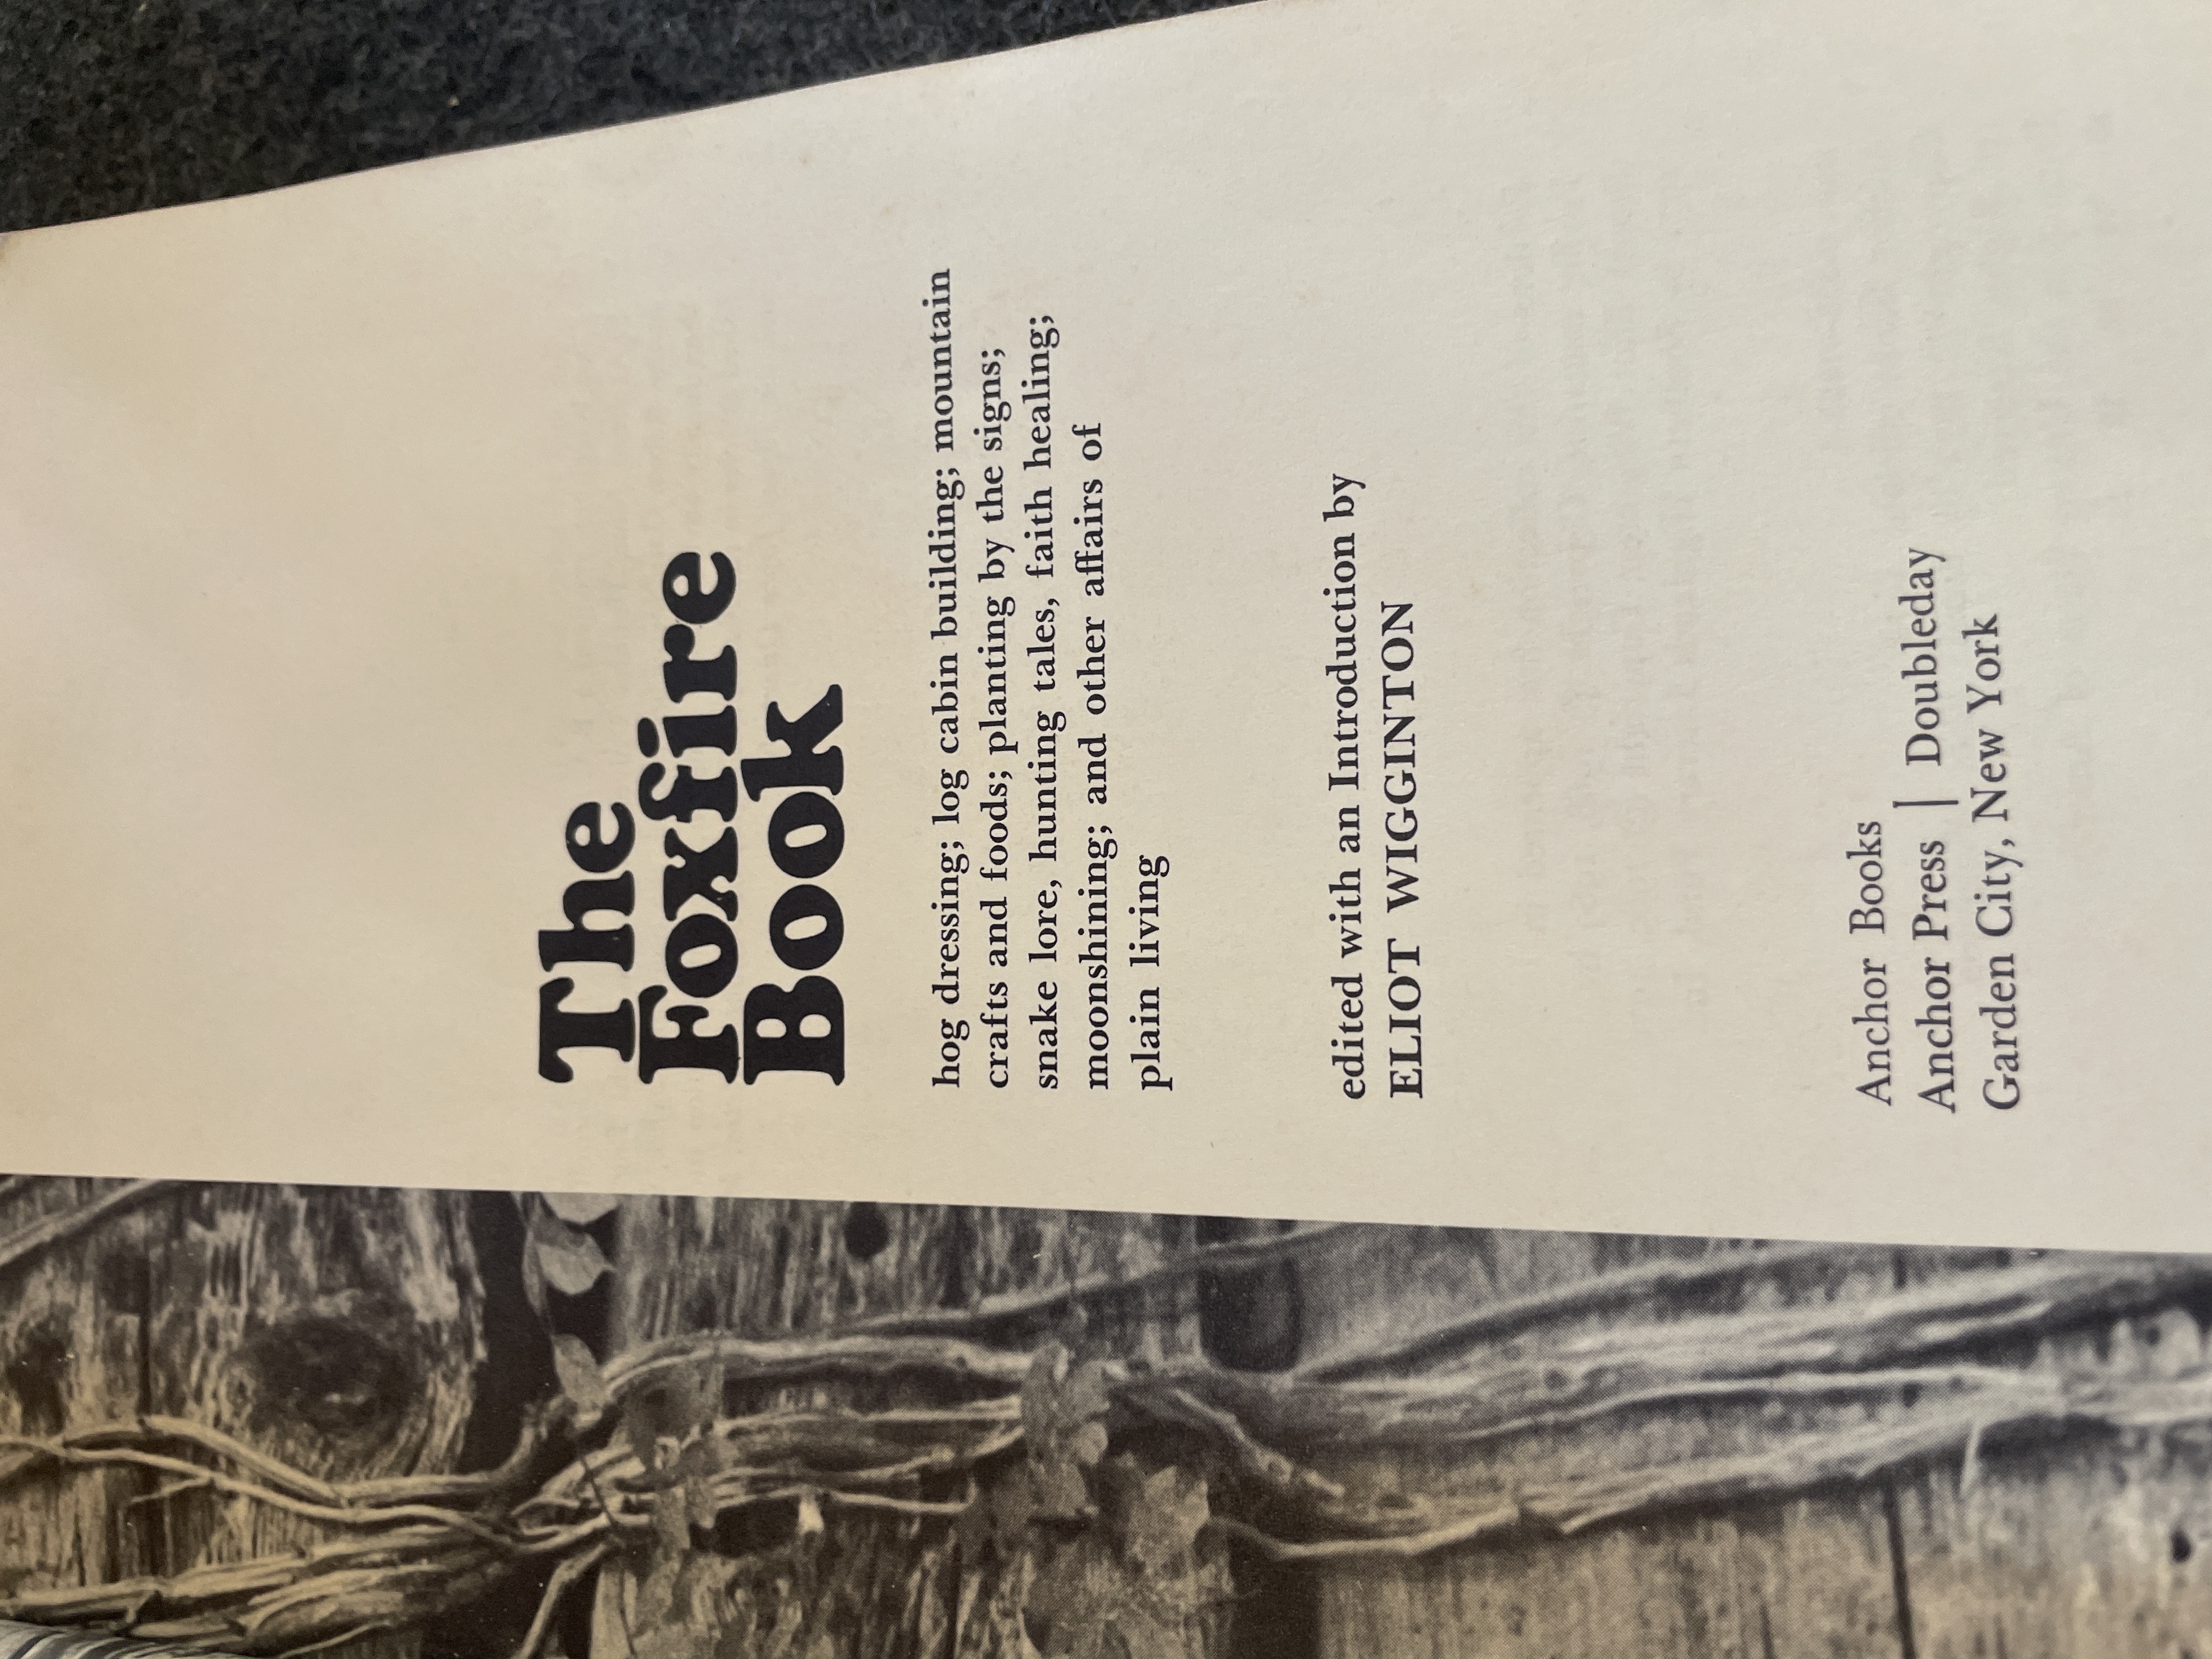 The
Foxfire
Book
hog dressing; log cabin building; mountain
crafts and foods; planting by the signs;
snake lore, hunting tales, faith healing;
moonshining; and other affairs of
plain living
edited with an Introduction by
ELIOT WIGGINTON
Anchor Books
Anchor Press | Doubleday
Garden City, New York